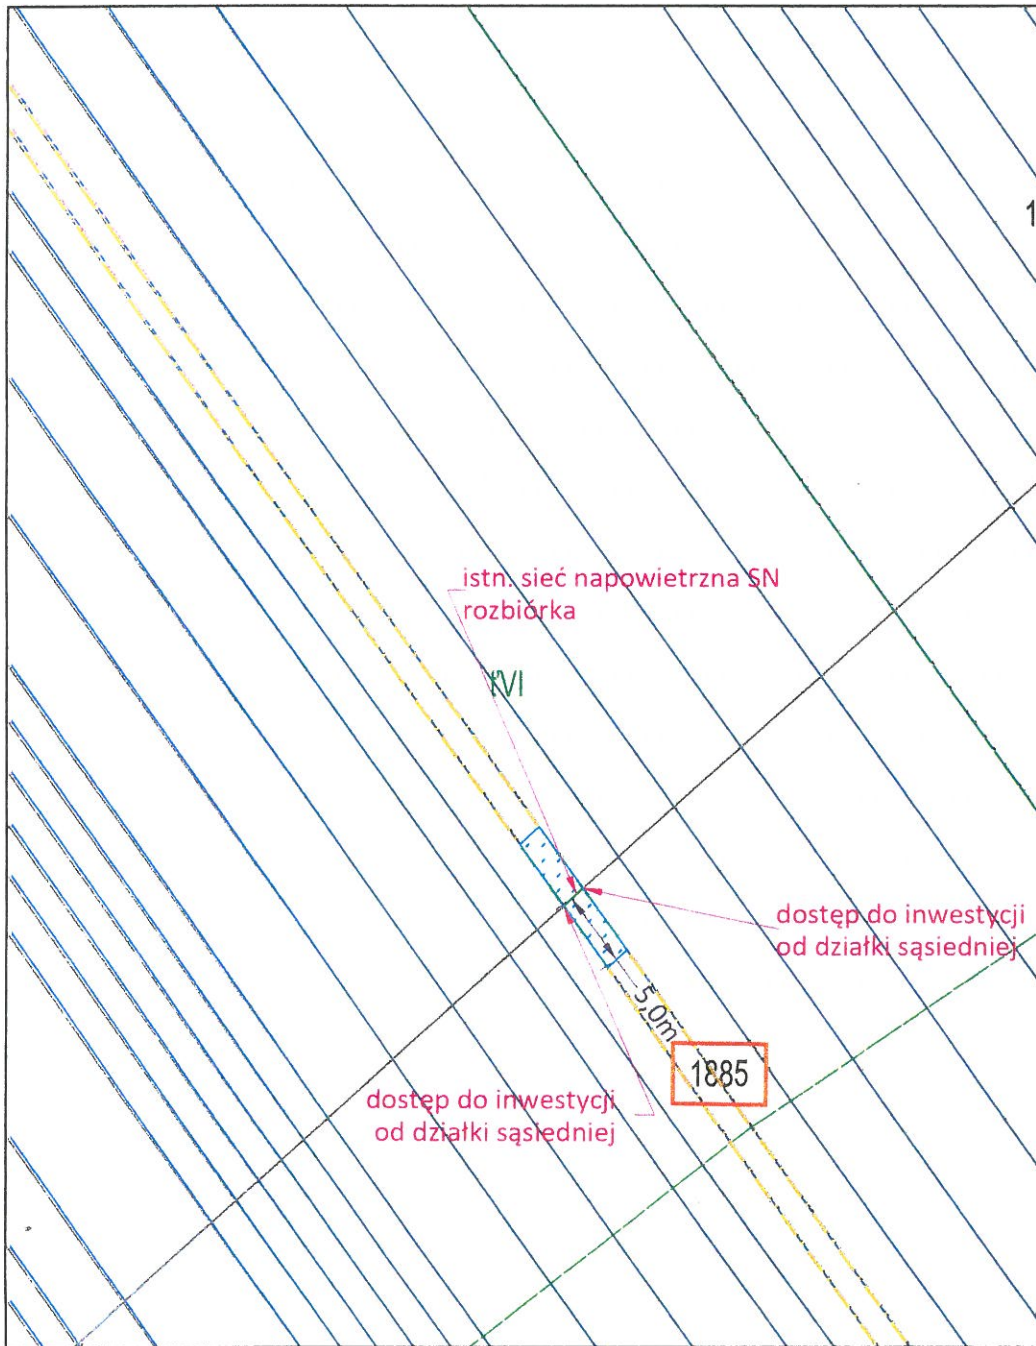 1
istn. sieć napowietrzna SN
rozbiórka
dostęp do inwestycji
od działki sąsiedniej
5,0m
1885
dostęp do inwestycji
od działki sąsiedniej